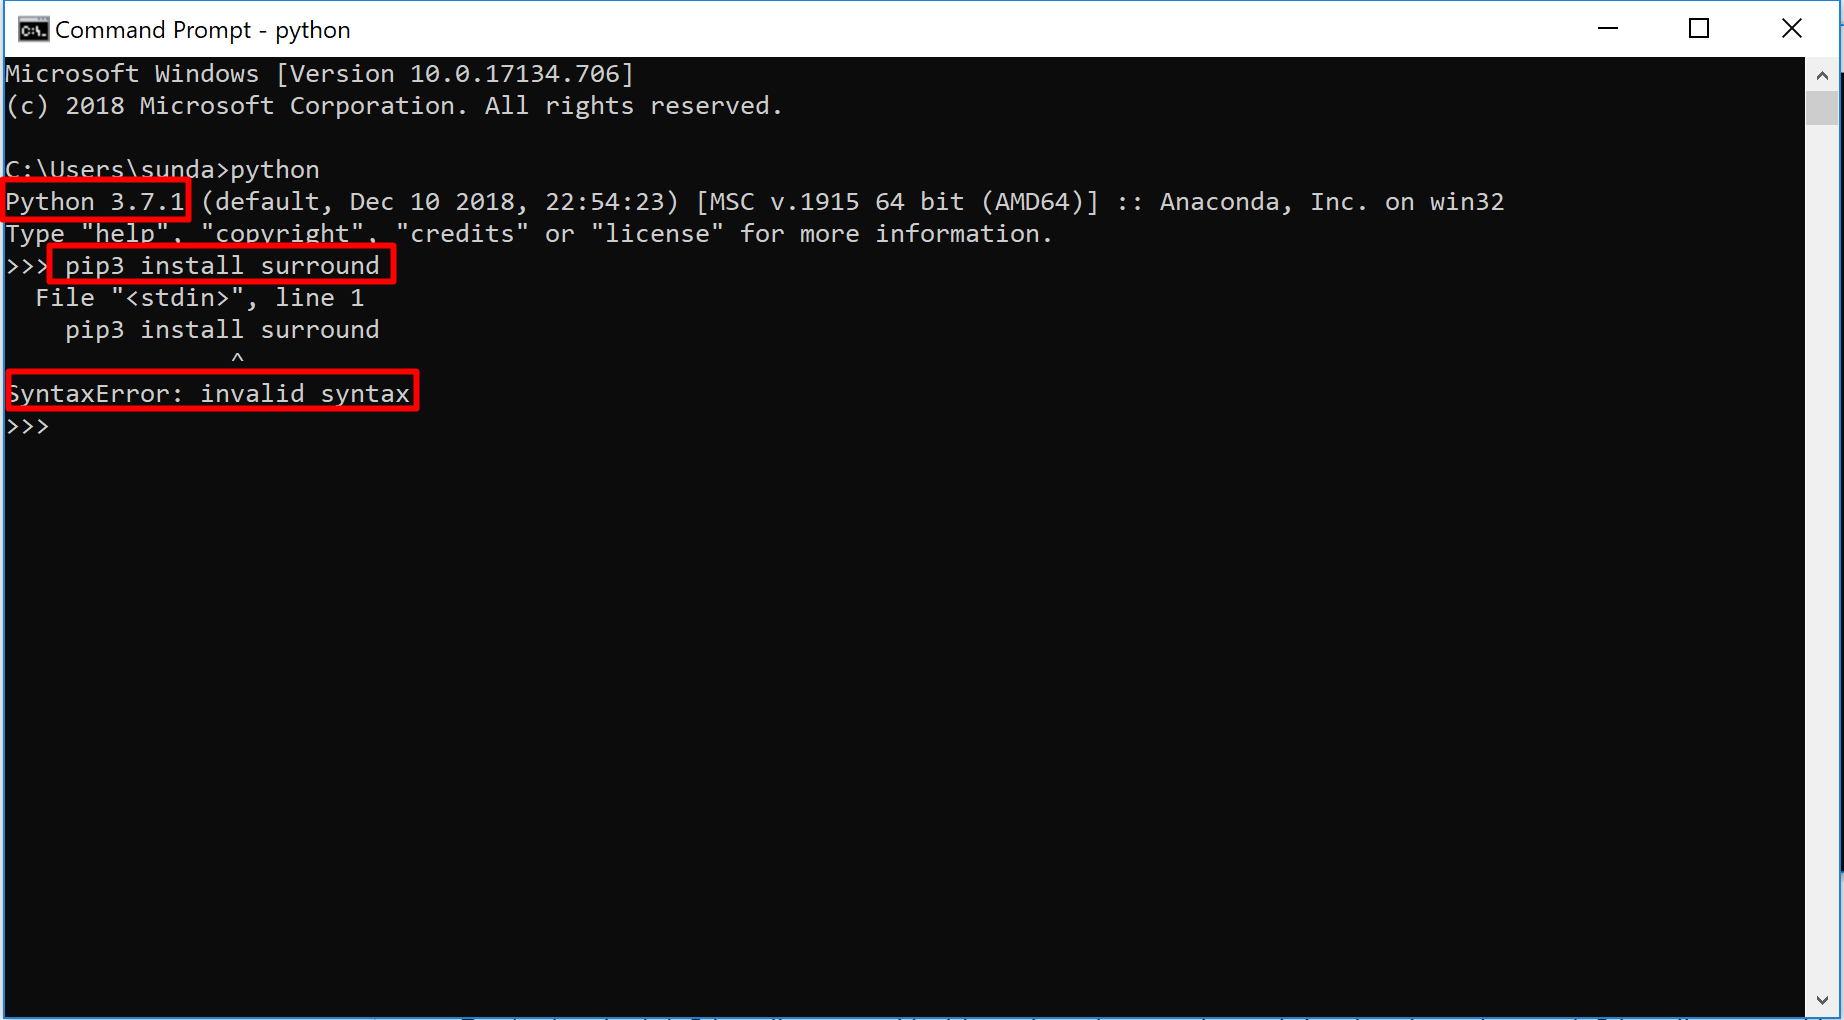 Command Prompt - python
Microsoft Windows [Version 10.0.17134.706]
(c) 2018 Microsoft Corporation. All rights reserved.
C:\Users\sunda>python
Python 3.7.1 (default, Dec 10 2018, 22:54:23) [MSC v.1915 64 bit (AMD64)] :: Anaconda, Inc. on win32
Type "help", "copyright", "credits" or "license" for more information.
>>> pip3 install surround
  File "<stdin>", line 1
    pip3 install surround
               ^
SyntaxError: invalid syntax
>>>